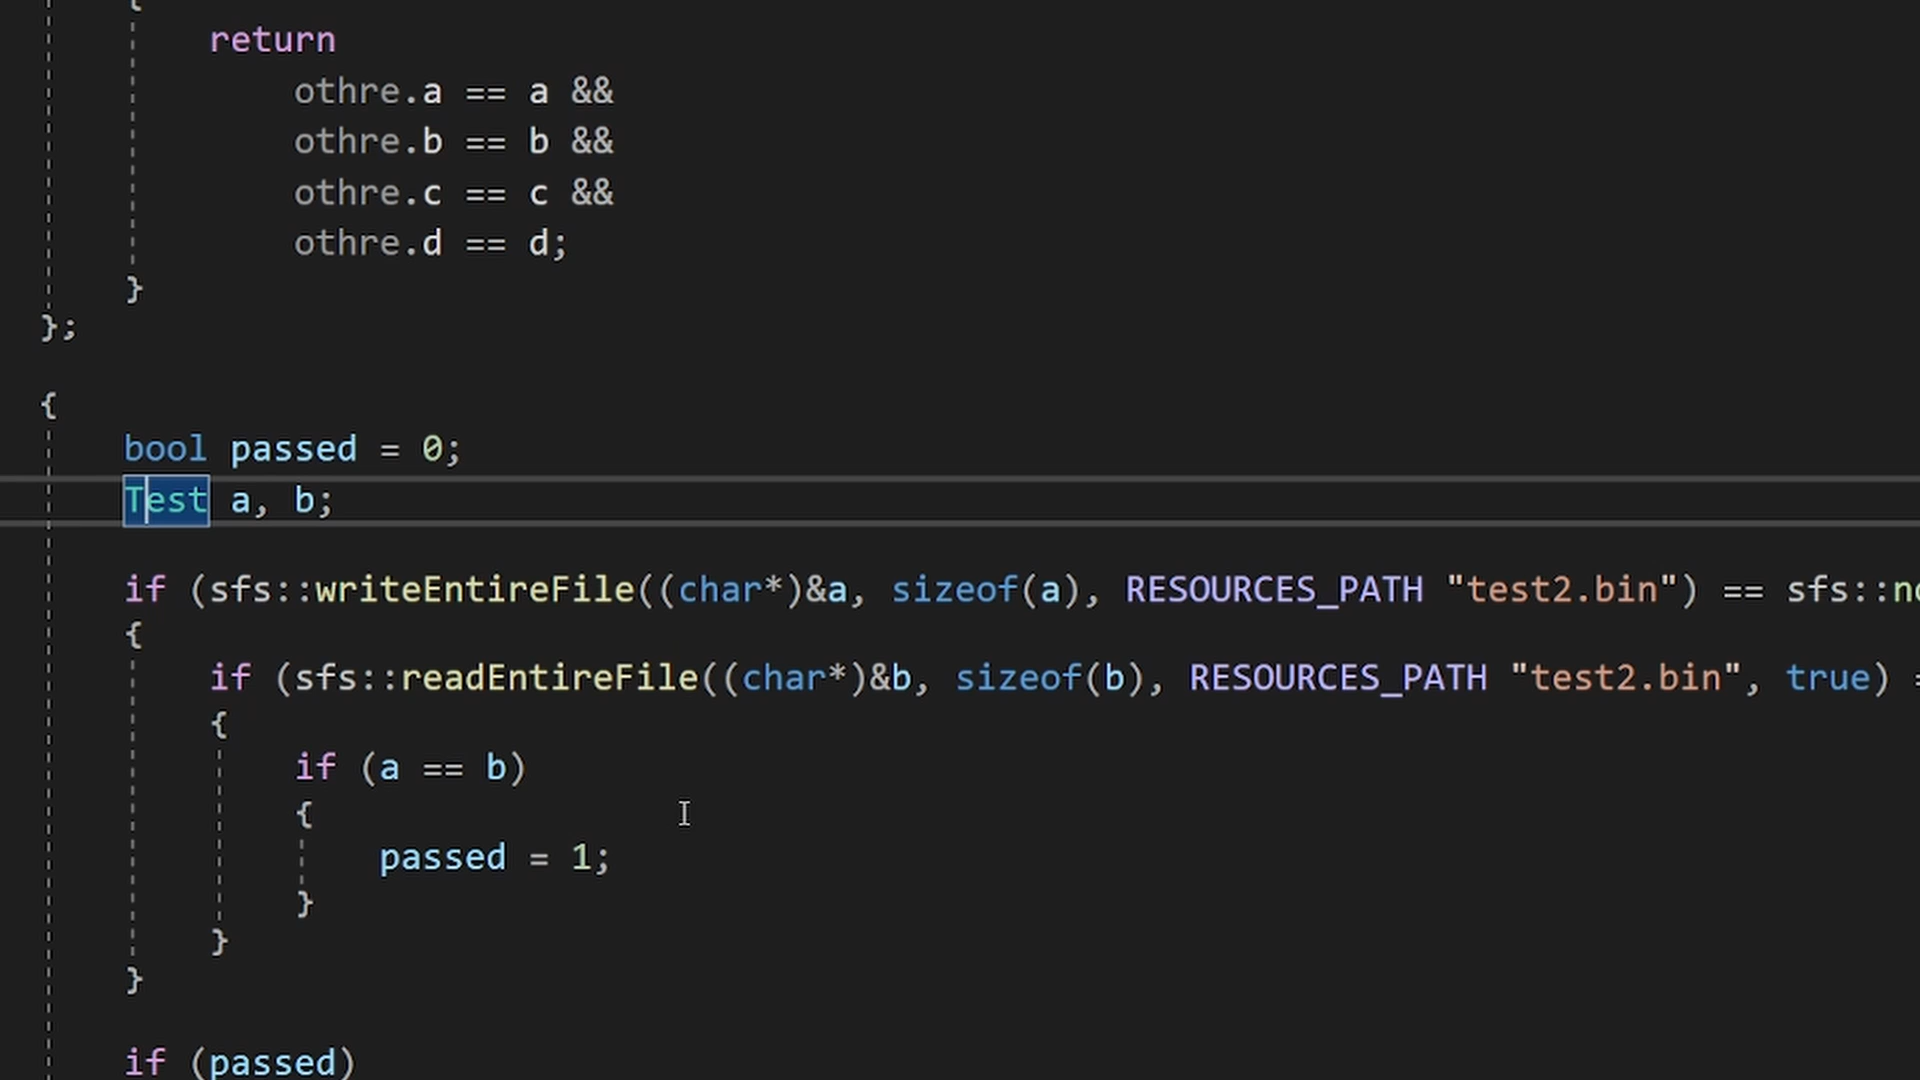 {
return
othre.a == a &&
othre.b == b &&
othre.c == c &&
othre.d == d;
}
};
{
bool passed = 0;
Test a, b;
if (sfs::writeEntireFile((char*)&a, sizeof(a), RESOURCES_PATH "test2.bin") == sfs::no
{
if (sfs::readEntireFile((char*)&b, sizeof(b), RESOURCES_PATH "test2.bin", true) =
{
if (a == b)
{
passed = 1;
}
}
}
if (passed)